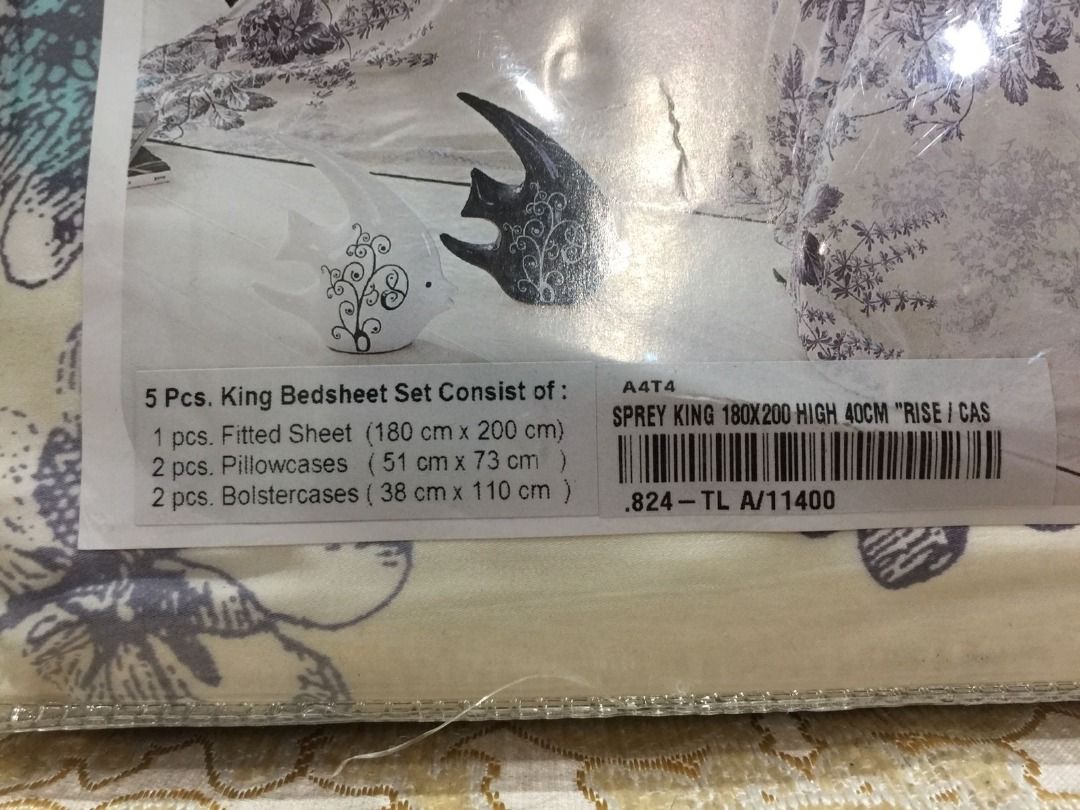 5 Pcs. King Bedsheet Set Consist of :
1 pcs. Fitted Sheet (180 cm x 200 cm)
2 pcs. Pillowcases ( 51 cm x 73 cm )
2 pcs. Bolstercases ( 38 cm x 110 cm )
A4T4
SPREY KING 180X200 HIGH 40CM "RISE / CAS
.824-TL A/11400